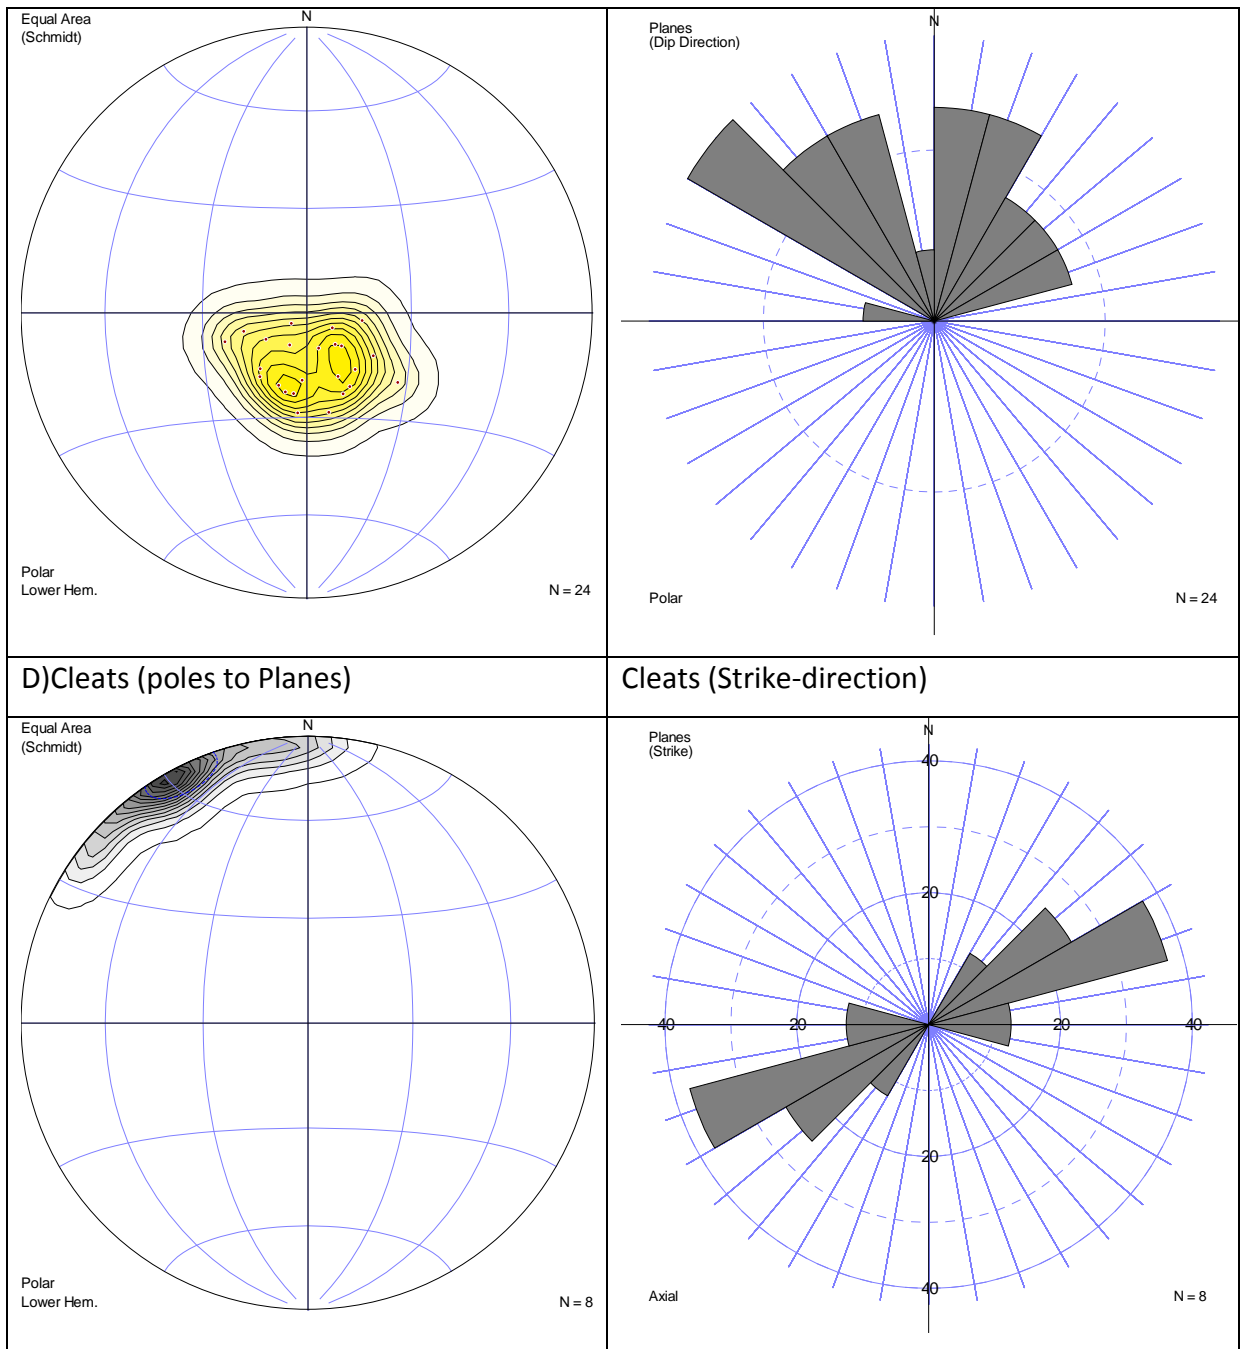 Equal Area
(Schmidt)
N
Polar
Lower Hem.
N = 24
Planes
(Dip Direction)
N
Polar
N = 24
D)Cleats (poles to Planes)
Cleats (Strike-direction)
Equal Area
(Schmidt)
N
Polar
Lower Hem.
N = 8
Planes
(Strike)
N
40
20
40
20
20
40
20
40
Axial
N = 8